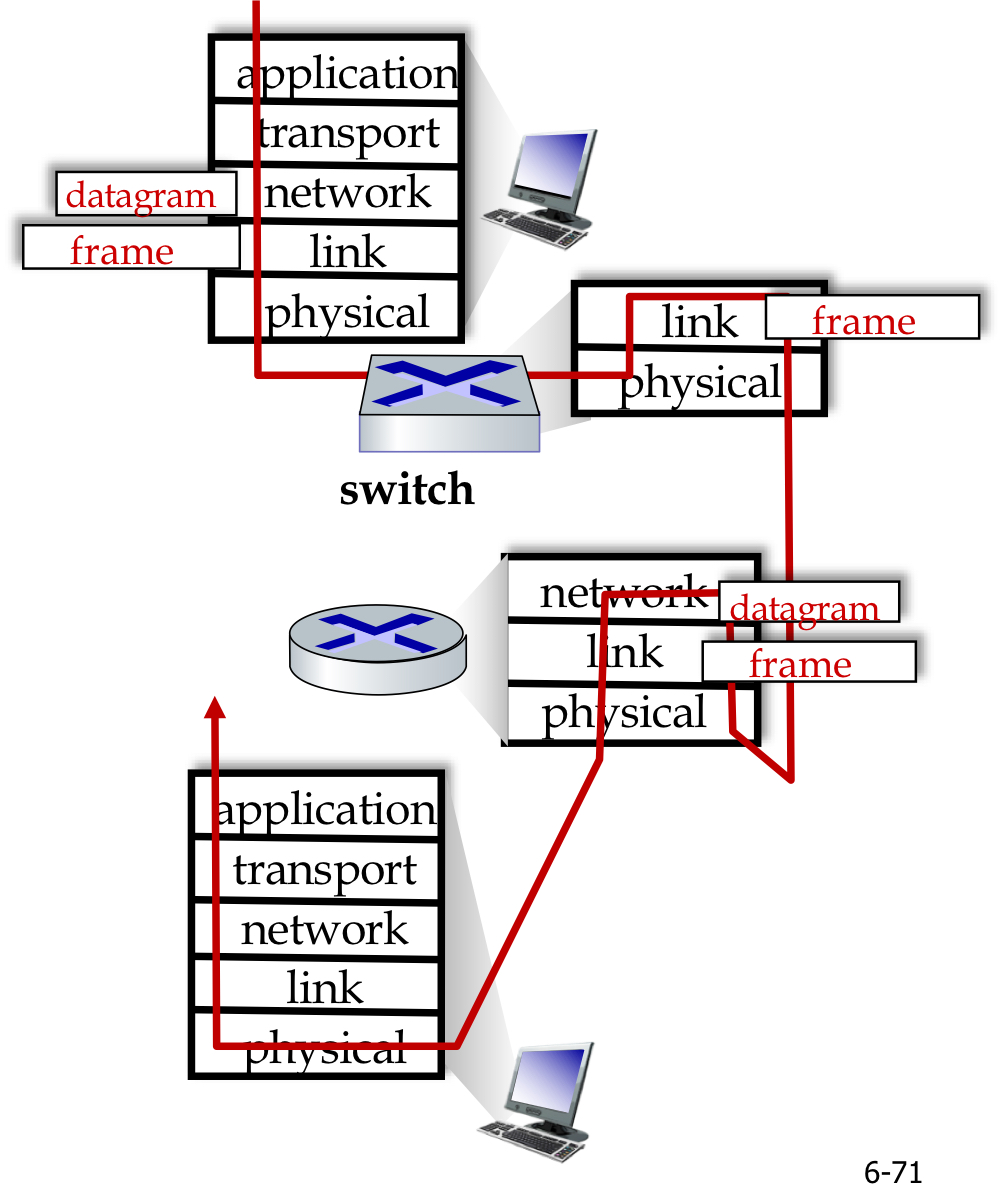 application
transport
datagram
network
frame
link
physical
link
frame
physical
switch
network
datagram
link
frame
physical
application
transport
network
link
physical
6-71